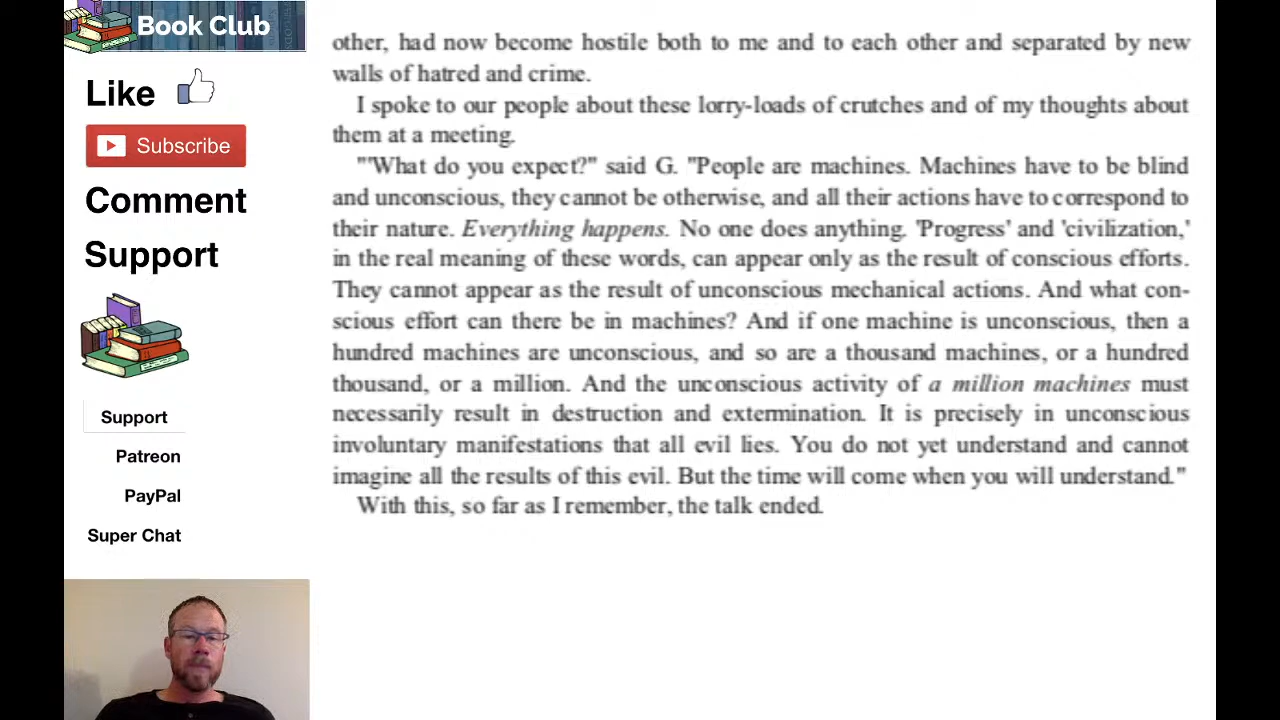 Book Club
Like
Subscribe
Comment
Support
Support
Patreon
PayPal
Super Chat
other, had now become hostile both to me and to each other and separated by new
walls of hatred and crime.
I spoke to our people about these lorry-loads of crutches and of my thoughts about
them at a meeting.
"'What do you expect?" said G. "People are machines. Machines have to be blind
and unconscious, they cannot be otherwise, and all their actions have to correspond to
their nature. Everything happens. No one does anything. 'Progress' and 'civilization,'
in the real meaning of these words, can appear only as the result of conscious efforts.
They cannot appear as the result of unconscious mechanical actions. And what con-
scious effort can there be in machines? And if one machine is unconscious, then a
hundred machines are unconscious, and so are a thousand machines, or a hundred
thousand, or a million. And the unconscious activity of a million machines must
necessarily result in destruction and extermination. It is precisely in unconscious
involuntary manifestations that all evil lies. You do not yet understand and cannot
imagine all the results of this evil. But the time will come when you will understand."
With this, so far as I remember, the talk ended.